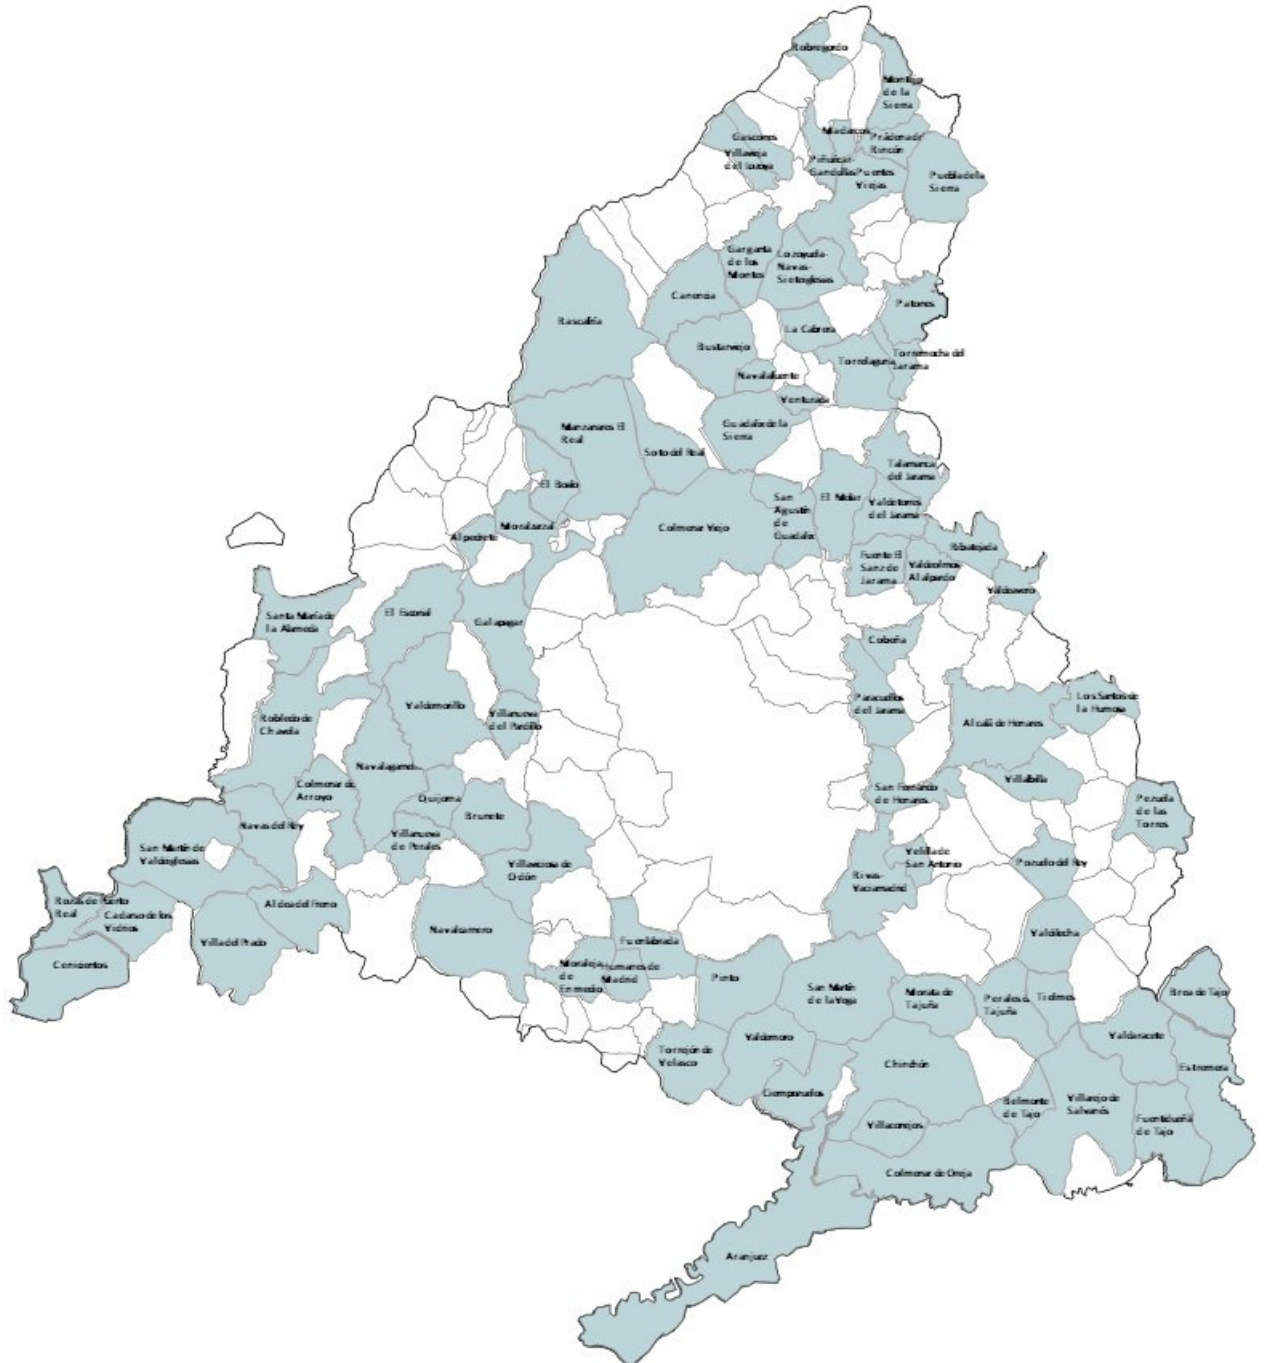 Robregordo
Montejo
de la
Sierra
Gascones
Madarcos
Prádena de
Rincón
Villavieja
del Lozoya
Piñuécar-
Gandullas
Puentes
Viejas
Puebla de la
Sierra
Garganta
de los
Montes
Lozoyuela-
Navas-
Sieteiglesias
Canencia
Patones
Rascafría
La Cabrera
Bustarviejo
Torremocha del
Jarama
Torrelaguna
Navalafuente
Venturada
Manzanares El
Real
Guadalix de la
Sierra
Soto del Real
Talamanca
del Jarama
El Boalo
San
Agustín
de
Guadalix
El Molar
Valdetorres
del Jarama
Moralzarzal
Colmenar Viejo
Alpedrete
Ribatejada
Fuente El
Sanz de
Jarama
Valdeolmos-
Alalpardo
Valdeavero
Santa María de
la Alameda
El Escorial
Galapagar
Cobeña
Paracuellos
del Jarama
Los Santos de
la Humosa
Valdemorillo
Villanueva
del Pardillo
Robledo de
Chavela
Alcalá de Henares
Navalagamella
Villalbilla
Colmenar de
Arroyo
Quijorna
San Fernando
de Henares
Pezuela
de las
Torres
Brunete
Navas del Rey
Villanueva
de Perales
San Martín de
Valdeiglesias
Velilla de
San Antonio
Villaviciosa de
Odón
Pozuelo del Rey
Rivas-
Vaciamadrid
Rozas de Puerto
Real
Aldea del Fresno
Cadalso de los
Vidrios
Navalcarnero
Valdilecha
Villa del Prado
Fuenlabrada
Cenicientos
Moraleja
de
Enmedio
Humanes de
Madrid
Pinto
San Martín
de la Vega
Morata de
Tajuña
Perales de
Tajuña
Tielmes
Brea de Tajo
Valdemoro
Valdaracete
Torrejón de
Velasco
Chinchón
Estremera
Ciempozuelos
Belmonte
de Tajo
Villarejo de
Salvanés
Villaconejos
Fuentidueña
de Tajo
Colmenar de Oreja
Aranjuez